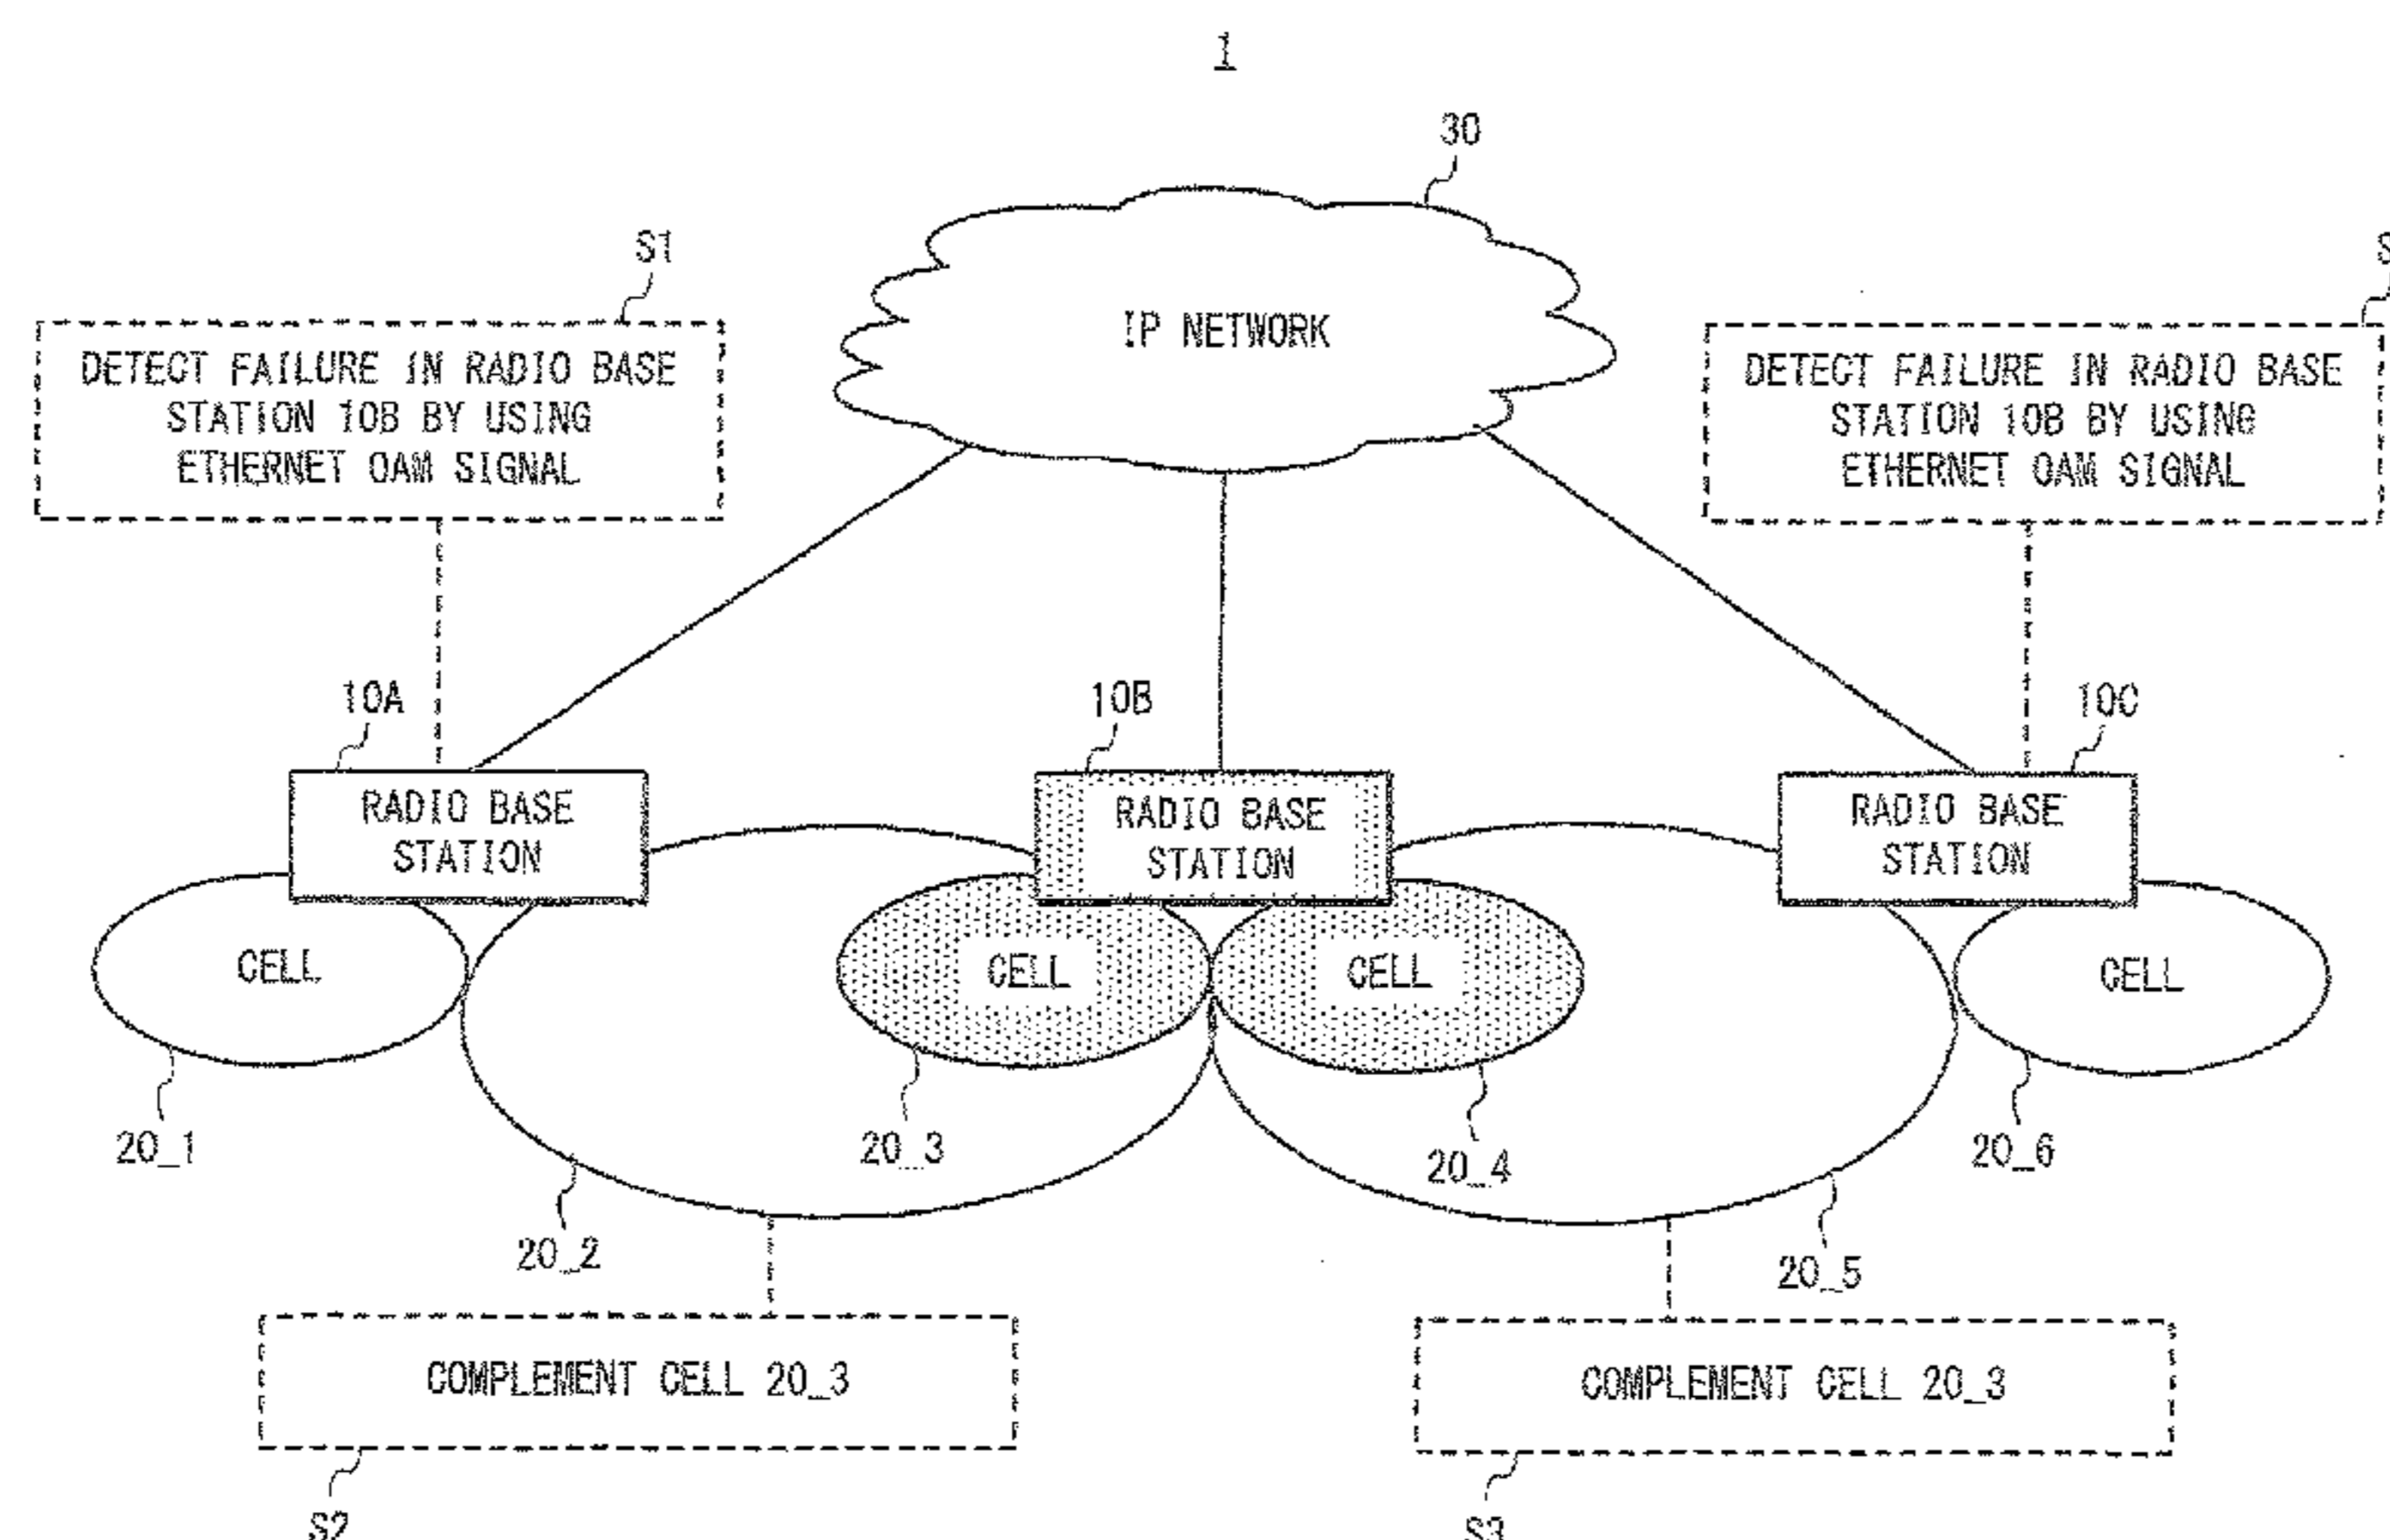 1
30
S1
S
IP NETWORK
DETECT FAILURE IN RADIO BASE
STATION 10B BY USING
ETHERNET OAM SIGNAL
DETECT FAILURE IN RADIO BASE
STATION 10B BY USING
ETHERNET OAM SIGNAL
10A
10B
10C
RADIO BASE
STATION
RADIO BASE
STATION
RADIO BASE
STATION
CELL
CELL
CELL
CELL
20_1
20_3
20_4
20_6
20_2
20_5
COMPLEMENT CELL 20_3
COMPLEMENT CELL 20_3
S2
S3